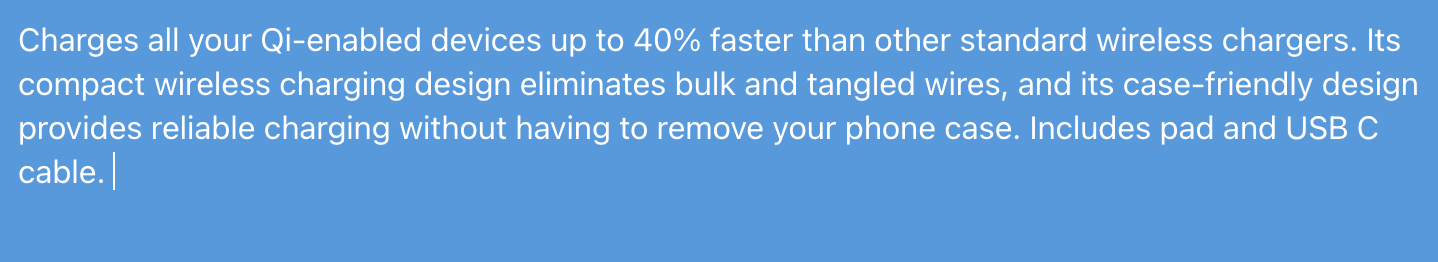 Charges all your Qi-enabled devices up to 40% faster than other standard wireless chargers. Its
compact wireless charging design eliminates bulk and tangled wires, and its case-friendly design
provides reliable charging without having to remove your phone case. Includes pad and USB C
cable.